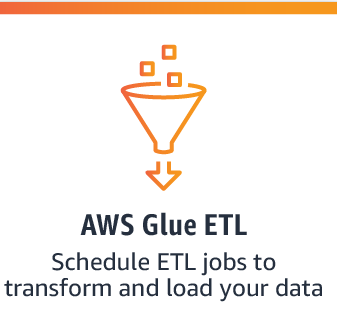 AWS Glue ETL
Schedule ETL jobs to
transform and load your data